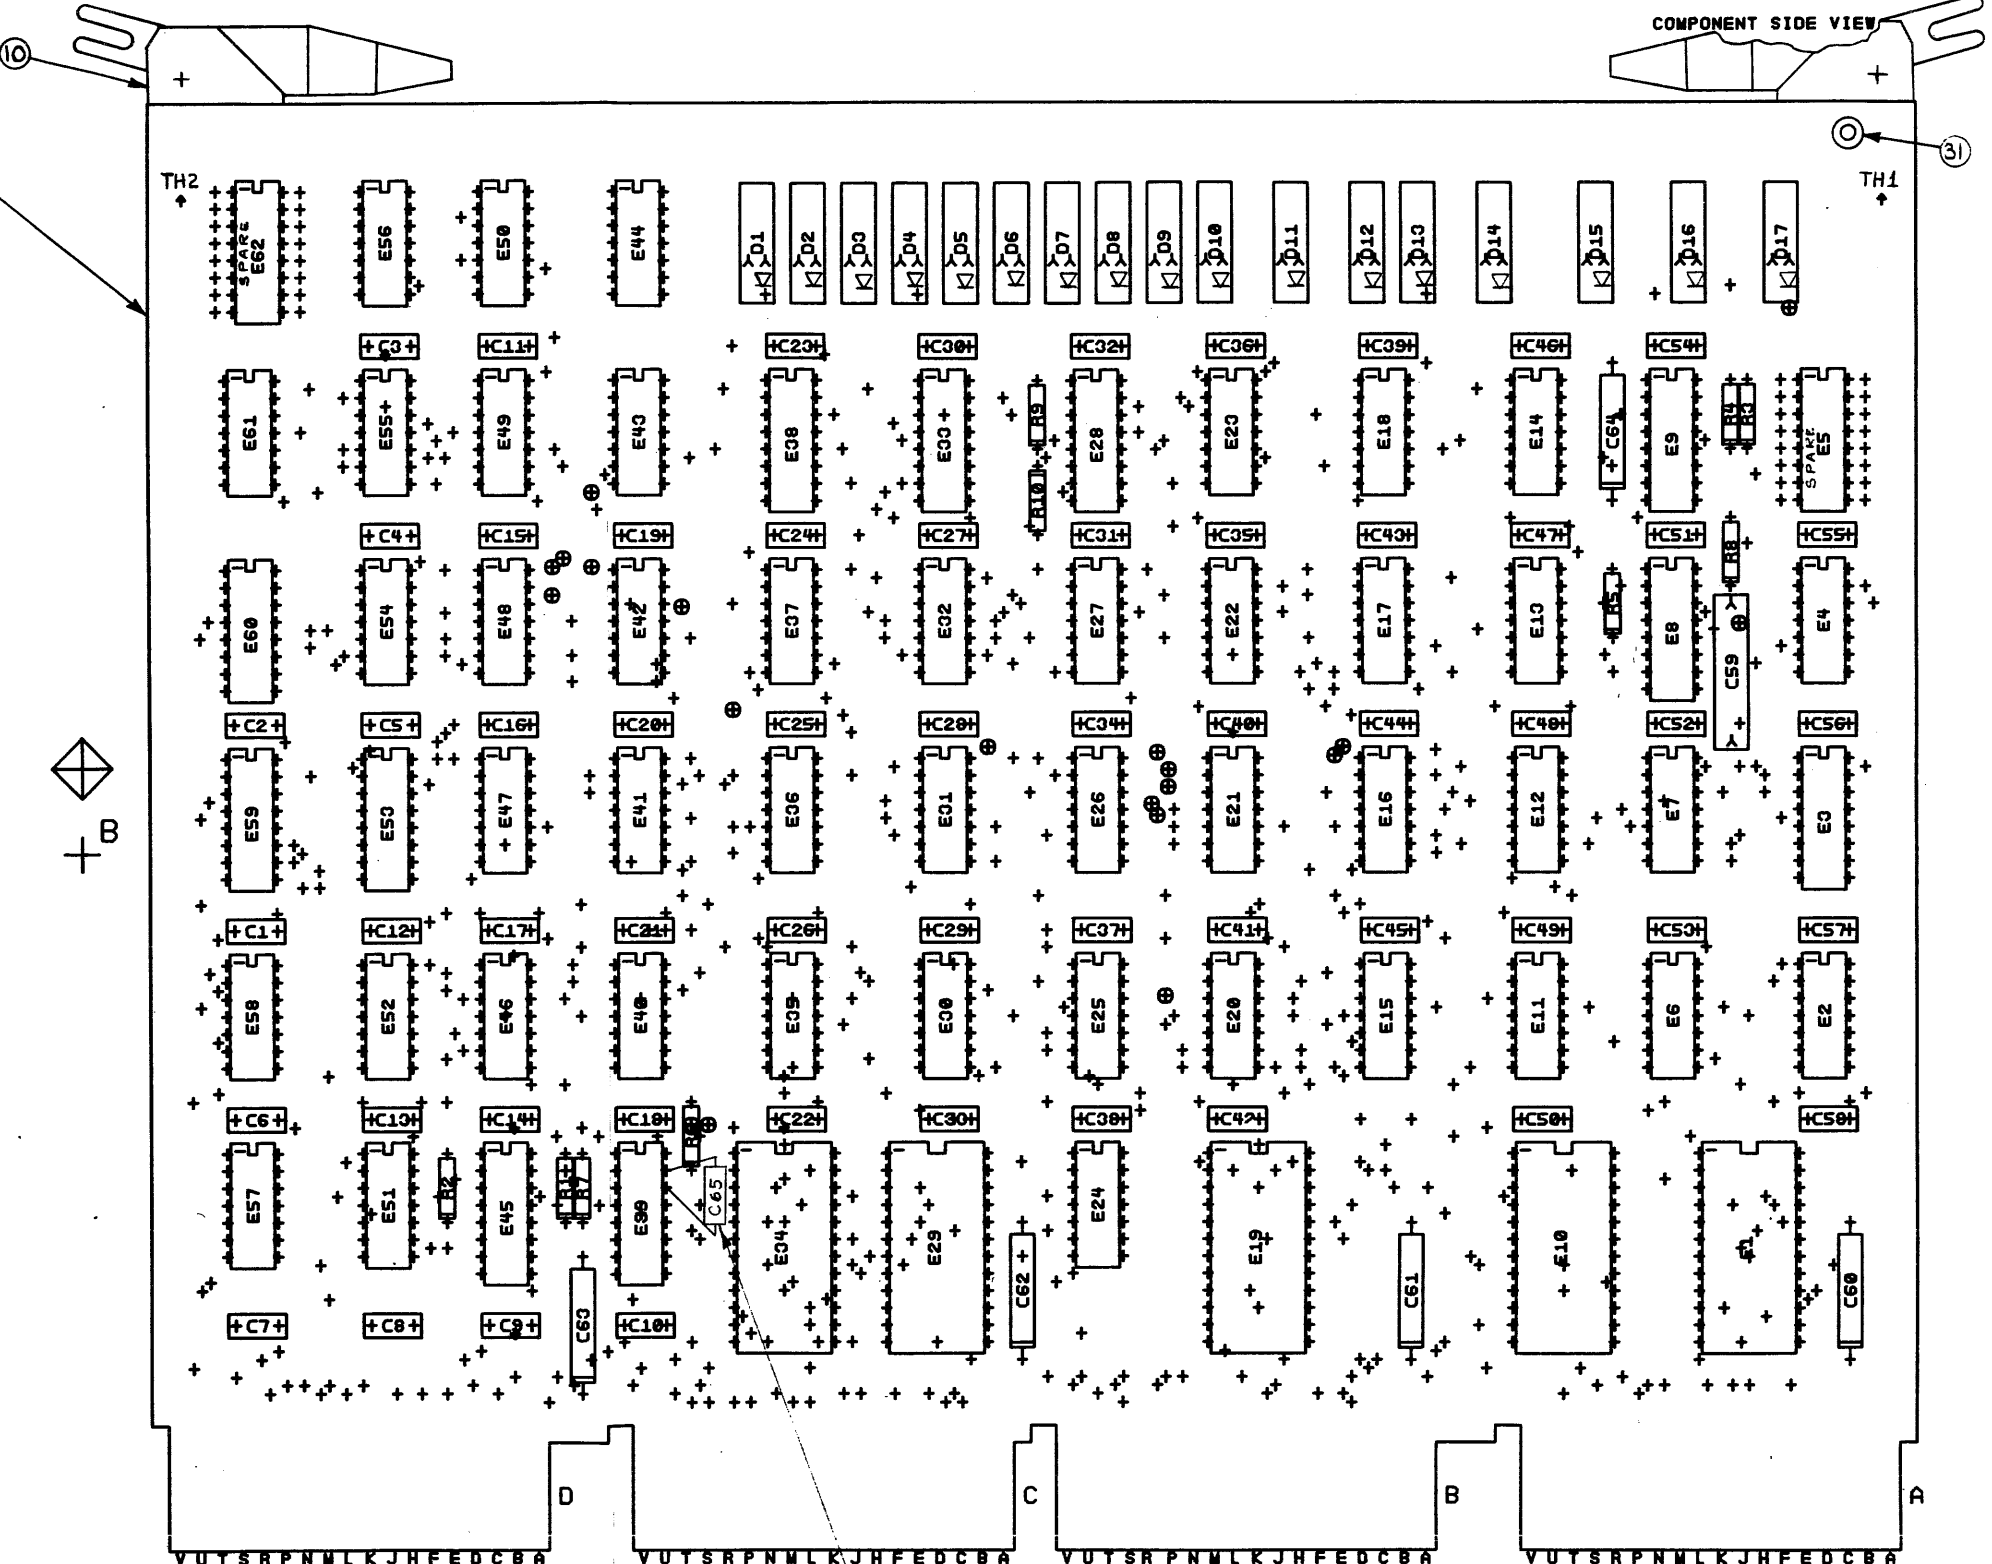 COMPONENT SIDE VIEW
10
31
TH2
TH1
SPARE E62
E56
E50
E44
D1
D2
D3
D4
D5
D6
D7
D8
D9
D10
D11
D12
D13
D14
D15
D16
D17
C3
C11
C23
C30
C32
C36
C39
C46
C54
E61
E55
E49
E43
E38
E33
R9
R10
E28
E23
E18
E14
C64
E9
R4
R3
SPARE E5
C4
C15
C19
C24
C27
C31
C35
C43
C47
C51
R8
C55
E60
E54
E48
E42
E37
E32
E27
E22
E17
E13
R5
E8
C59
E4
C2
C5
C16
C20
C25
C28
C34
C40
C44
C48
C52
C56
B
E59
E53
E47
E41
E36
E31
E26
E21
E16
E12
E7
E3
C1
C12
C17
C21
C26
C29
C37
C41
C45
C49
C53
C57
E58
E52
E46
E40
E35
E30
E25
E20
E15
E11
E6
E2
C6
C13
C14
C18
C22
C38
C42
C50
C58
E57
E51
R2
E45
R1
R7
E39
C65
E34
E29
C62
E24
E19
C61
E10
E1
C60
C7
C8
C9
C63
C10
D
C
B
A
V U T S R P N M L K J H F E D C B A
V U T S R P N M L K J H F E D C B A
V U T S R P N M L K J H F E D C B A
V U T S R P N M L K J H F E D C B A